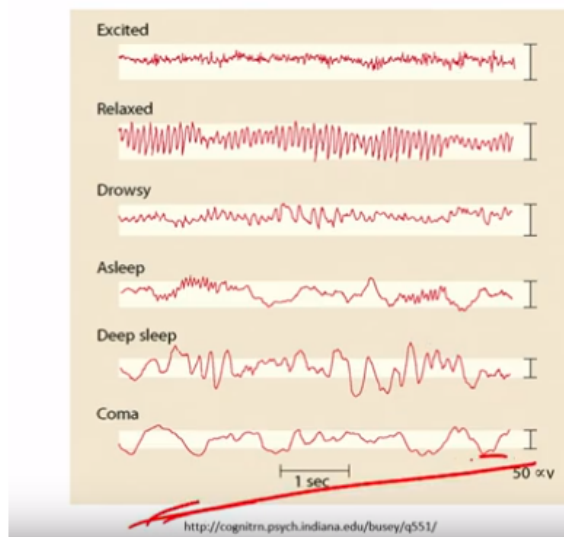 Excited
Relaxed
Drowsy
Asleep
Deep sleep
Coma
1 sec
50 ∝v
http://cognitrn.psych.indiana.edu/busey/q551/